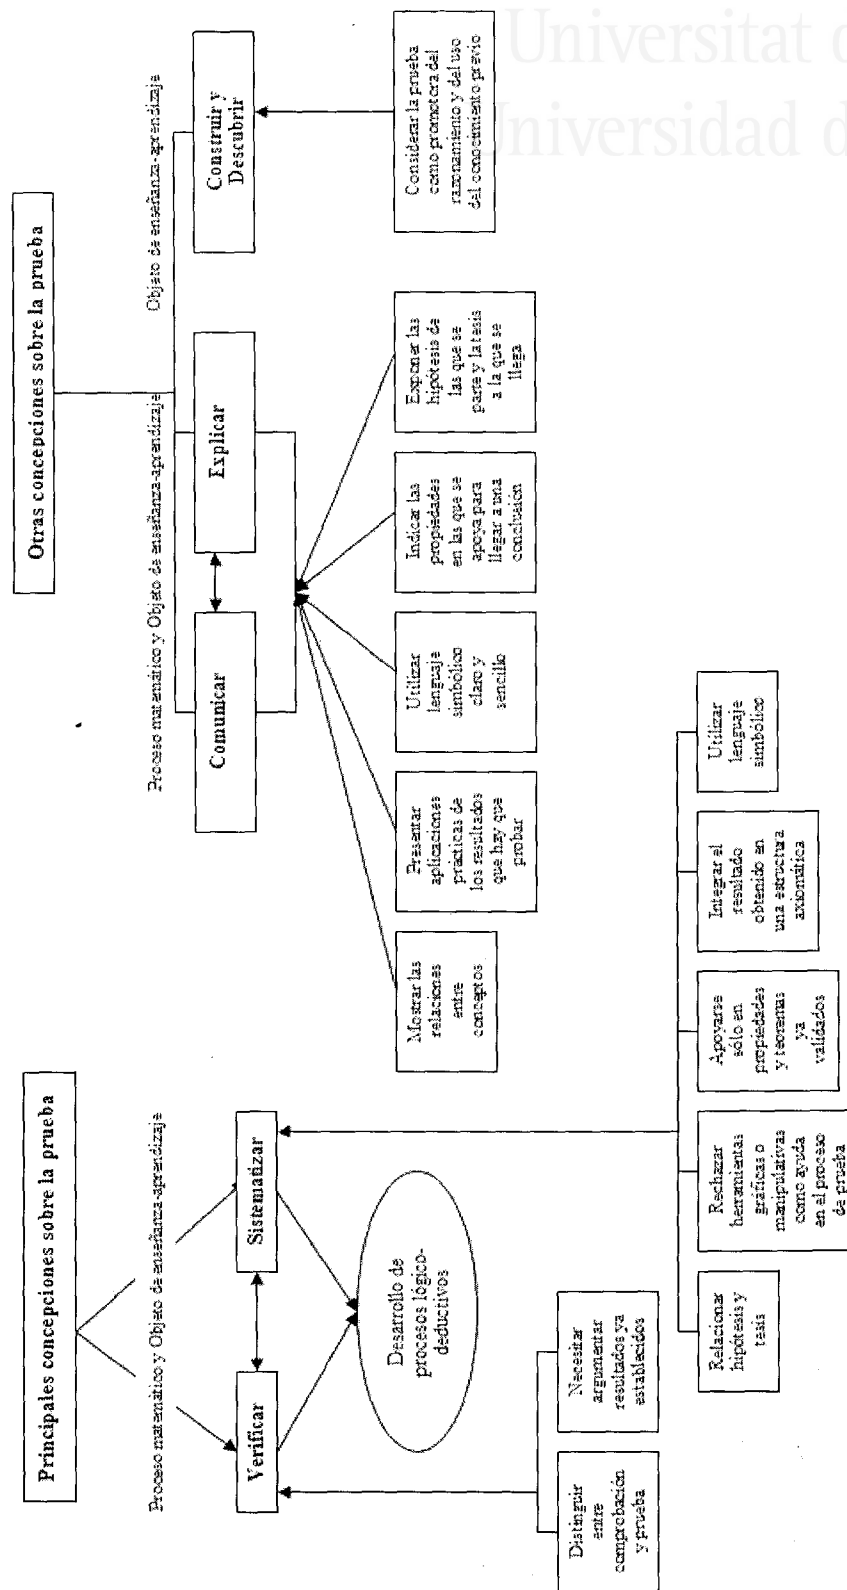 Principales concepciones sobre la prueba
Proceso matemático y Objeto de enseñanza-aprendizaje
Verificar
Sistematizar
Desarrollo de
procesos lógico-
deductivos
Distinguir
entre
comprobación
y prueba
Necesitar
argumentar
resultados ya
establecidos
Relacionar
hipótesis y
tesis
Rechazar
herramientas
gráficas o
manipulativas
como ayuda
en el proceso
de prueba
Apoyarse
sólo en
propiedades
y teoremas
ya
validados
Integrar el
resultado
obtenido en
una estructura
axiomática
Utilizar
lenguaje
simbólico
Otras concepciones sobre la prueba
Proceso matemático y Objeto de enseñanza-aprendizaje
Objeto de enseñanza-aprendizaje
Comunicar
Explicar
Construir y
Descubrir
Mostrar las
relaciones
entre
conceptos
Presentar
aplicaciones
prácticas de
los resultados
que hay que
probar
Utilizar
lenguaje
simbólico
claro y
sencillo
Indicar las
propiedades
en las que se
apoya para
llegar a una
conclusión
Exponer las
hipótesis de
las que se
parte y la tesis
a la que se
llega
Considerar la prueba
como promotora del
razonamiento y del uso
del conocimiento previo
Universitat d
Universidad d